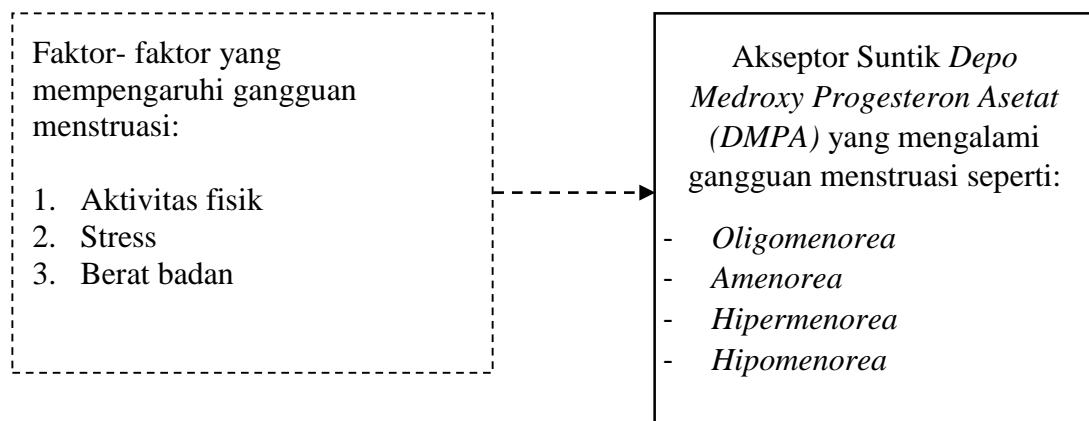 Faktor- faktor yang
mempengaruhi gangguan
menstruasi:
1. Aktivitas fisik
2. Stress
3. Berat badan
Akseptor Suntik Depo
Medroxy Progesteron Asetat
(DMPA) yang mengalami
gangguan menstruasi seperti:
- Oligomenorea
- Amenorea
- Hipermenorea
- Hipomenorea